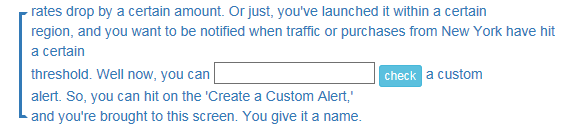 rates drop by a certain amount. Or just, you've launched it within a certain
region, and you want to be notified when traffic or purchases from New York have hit
a certain
threshold. Well now, you can check a custom
alert. So, you can hit on the 'Create a Custom Alert,'
and you're brought to this screen. You give it a name.